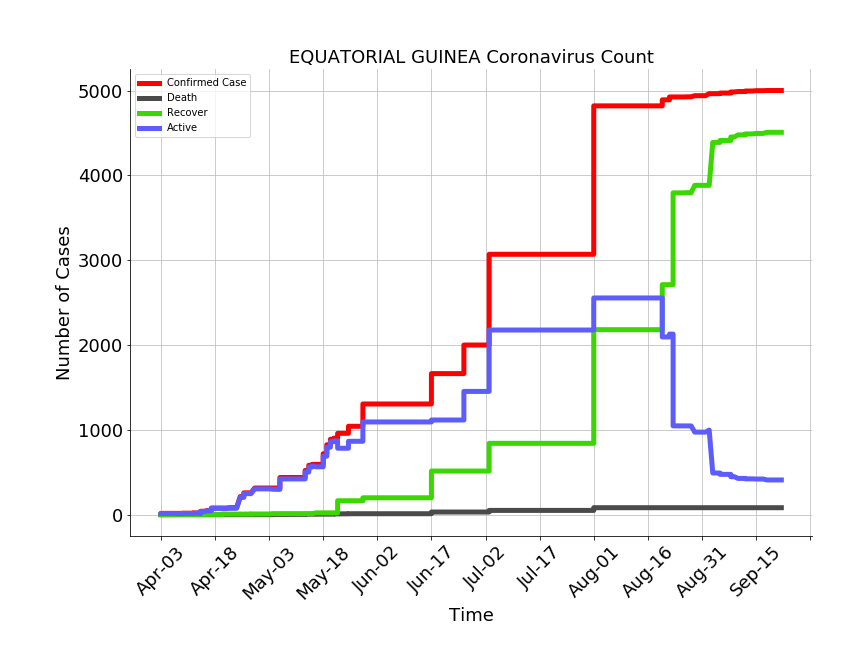 EQUATORIAL GUINEA Coronavirus Count
Confirmed Case
Death
Recover
Active
Number of Cases
5000
4000
3000
2000
1000
0
Apr-03
Apr-18
May-03
May-18
Jun-02
Jun-17
Jul-02
Jul-17
Aug-01
Aug-16
Aug-31
Sep-15
Time